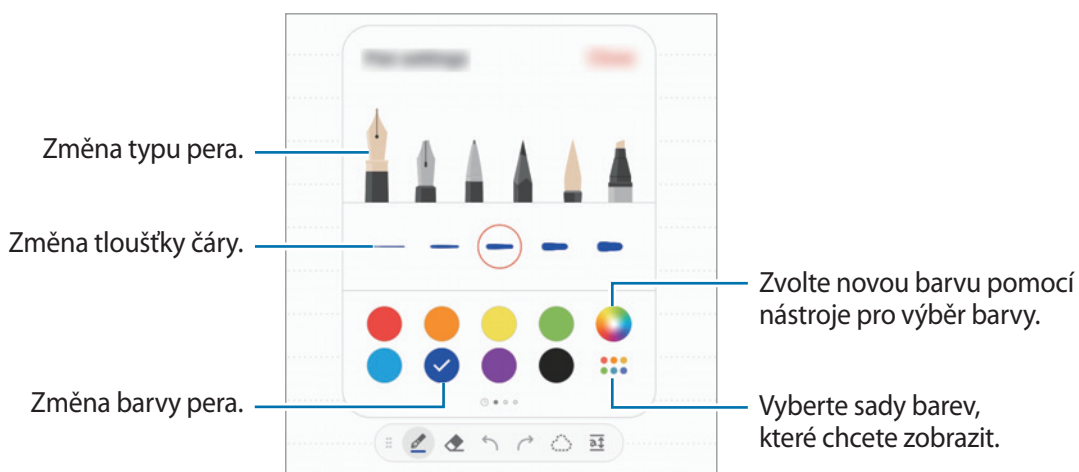 Změna typu pera.
Změna tloušťky čáry.
Zvolte novou barvu pomocí
nástroje pro výběr barvy.
Změna barvy pera.
Vyberte sady barev,
které chcete zobrazit.